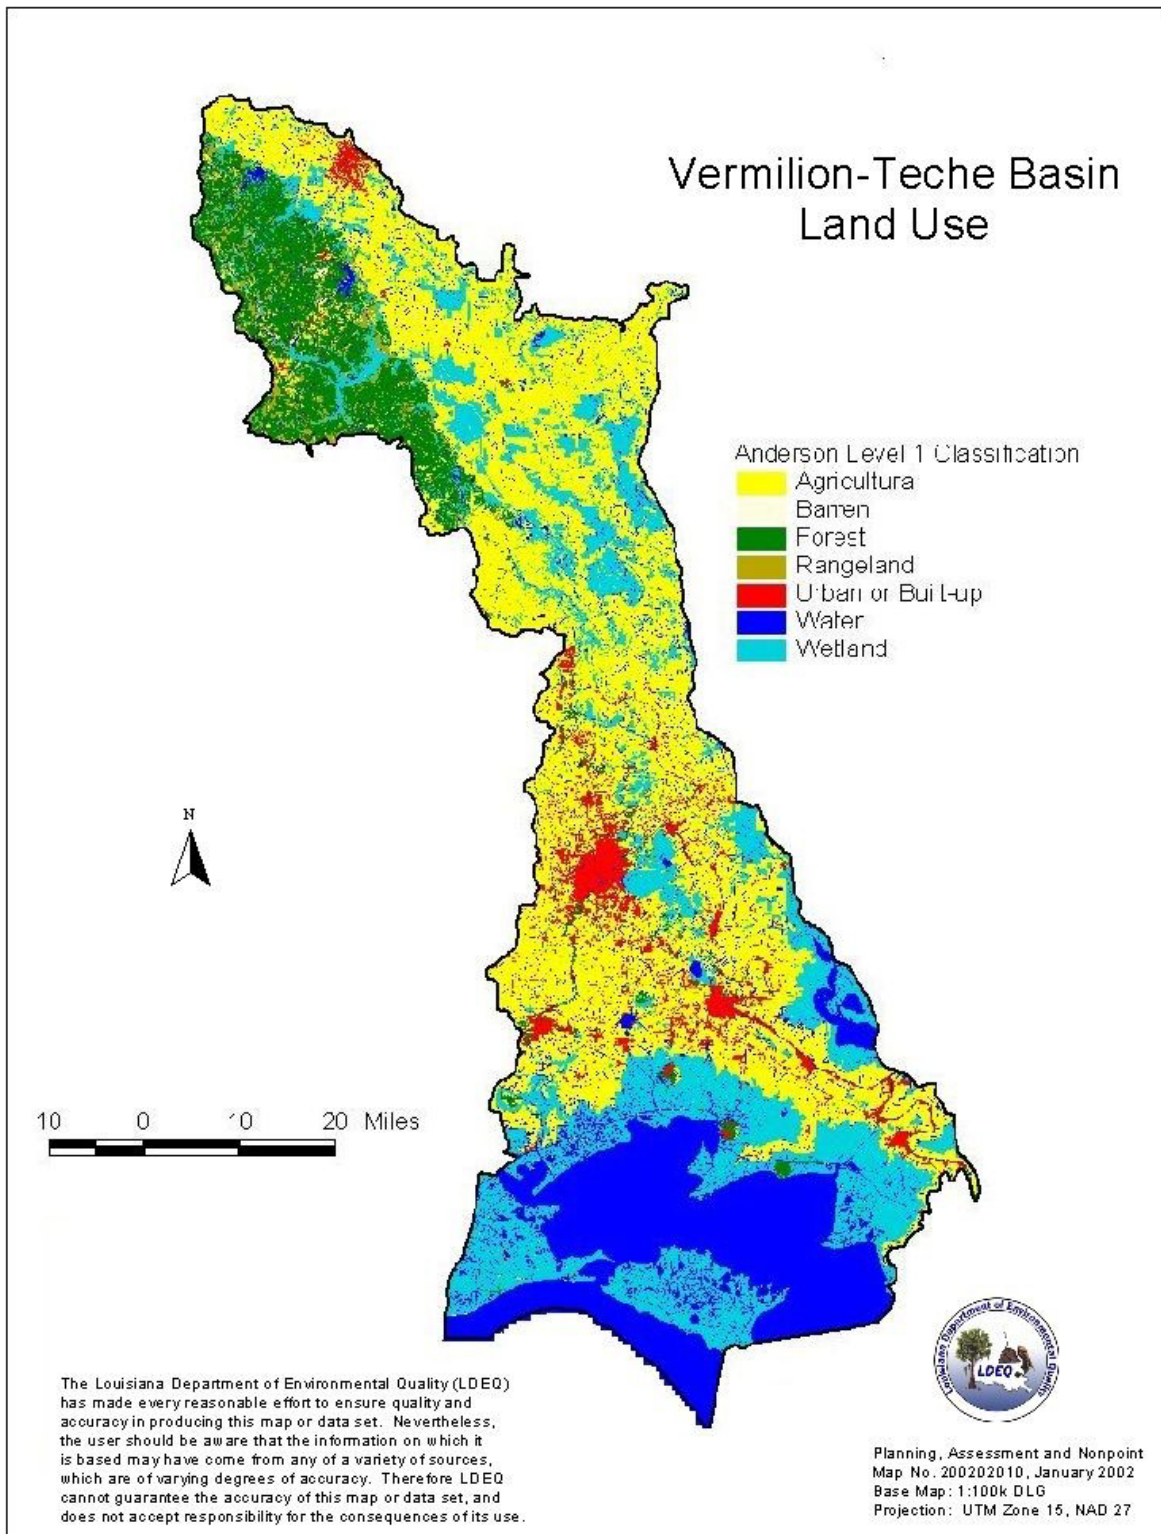 Vermilion-Teche Basin
Land Use
Anderson Level 1 Classification
Agricultura
Barren
Forest
Rangeland
Urban or Built-up
Water
Wetland
N
10 0 10 20 Miles
Louisiana Department of Environmental Quality
LDEQ
The Louisiana Department of Environmental Quality (LDEQ)
has made every reasonable effort to ensure quality and
accuracy in producing this map or data set. Nevertheless,
the user should be aware that the information on which it
is based may have come from any of a variety of sources,
which are of varying degrees of accuracy. Therefore LDEQ
cannot guarantee the accuracy of this map or data set, and
does not accept responsibility for the consequences of its use.
Planning, Assessment and Nonpoint
Map No. 200202010, January 2002
Base Map: 1:100k DLG
Projection: UTM Zone 15, NAD 27